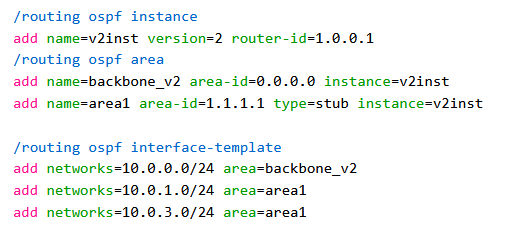 /routing ospf instance
add name=v2inst version=2 router-id=1.0.0.1
/routing ospf area
add name=backbone_v2 area-id=0.0.0.0 instance=v2inst
add name=area1 area-id=1.1.1.1 type=stub instance=v2inst

/routing ospf interface-template
add networks=10.0.0.0/24 area=backbone_v2
add networks=10.0.1.0/24 area=area1
add networks=10.0.3.0/24 area=area1